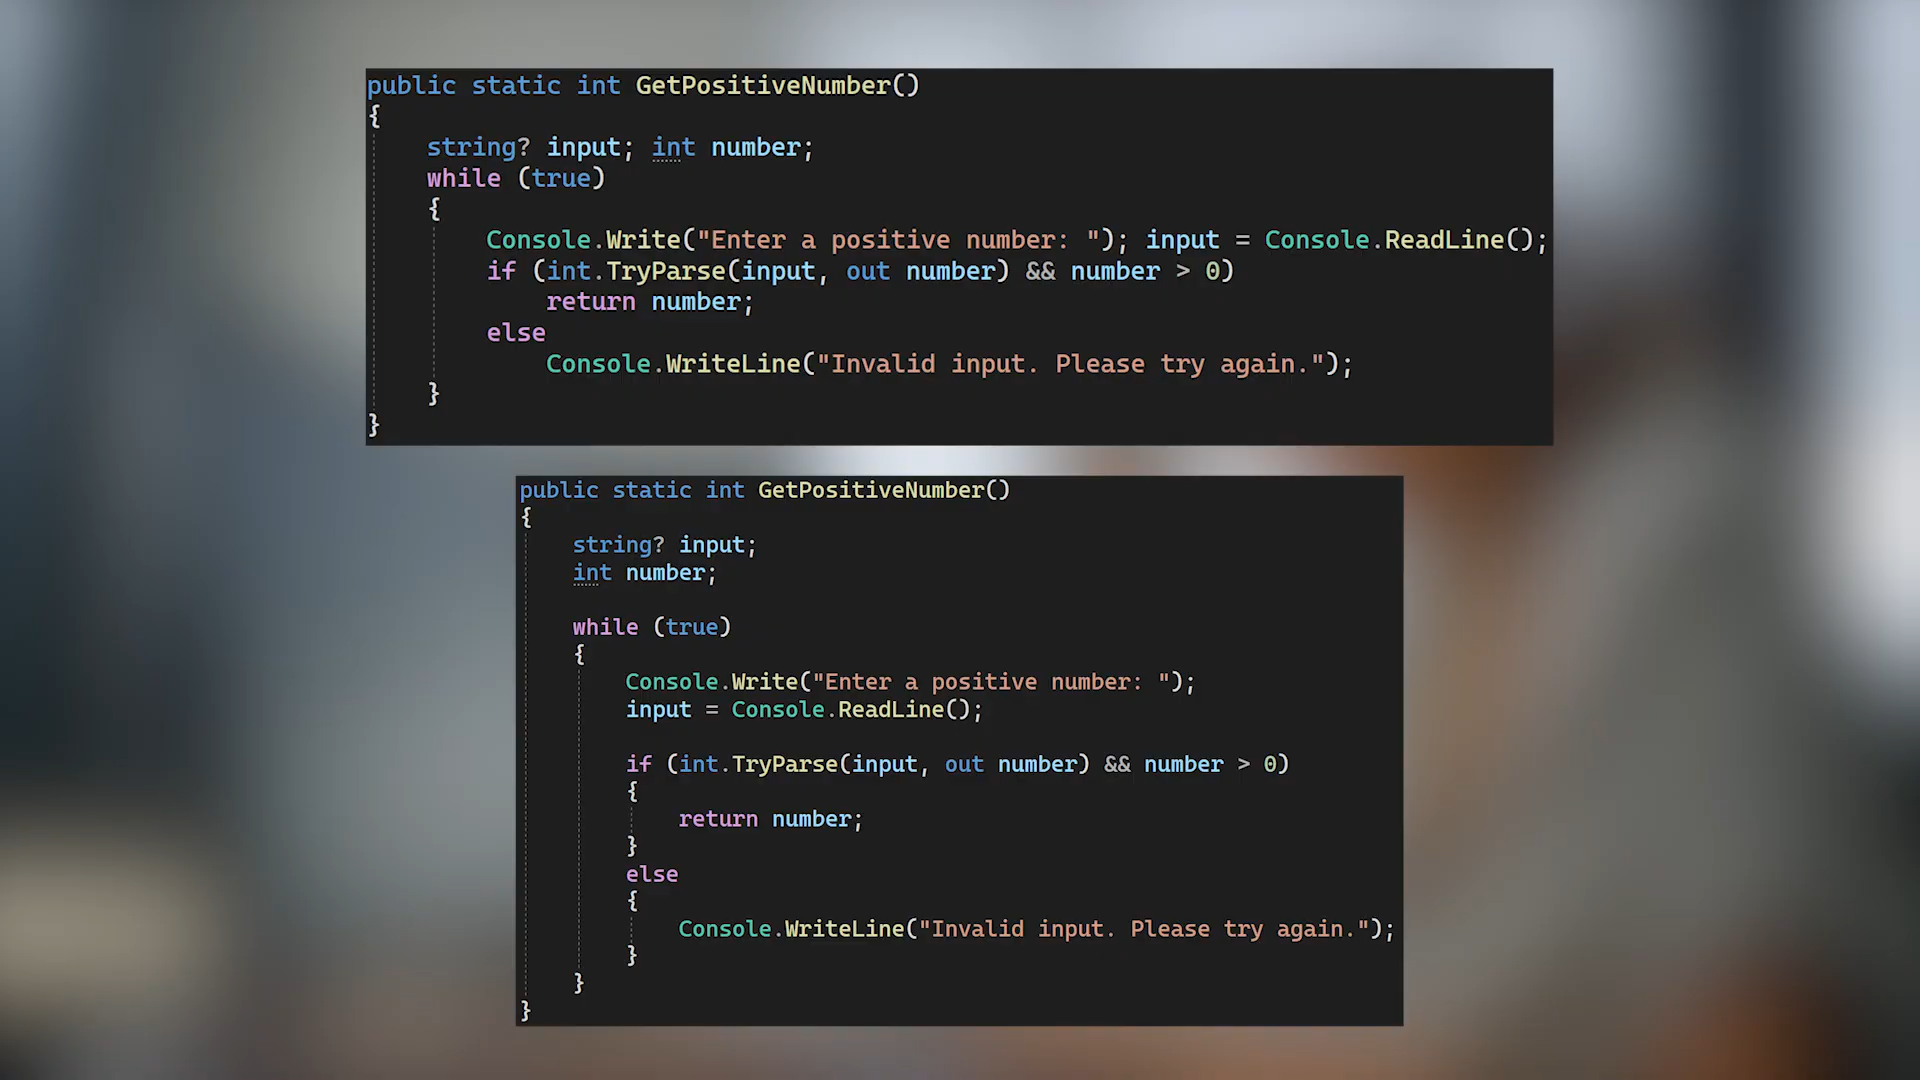 public static int GetPositiveNumber()
{
    string? input; int number;
    while (true)
    {
        Console.Write("Enter a positive number: "); input = Console.ReadLine();
        if (int.TryParse(input, out number) && number > 0)
            return number;
        else
            Console.WriteLine("Invalid input. Please try again.");
    }
}
public static int GetPositiveNumber()
{
    string? input;
    int number;

    while (true)
    {
        Console.Write("Enter a positive number: ");
        input = Console.ReadLine();

        if (int.TryParse(input, out number) && number > 0)
        {
            return number;
        }
        else
        {
            Console.WriteLine("Invalid input. Please try again.");
        }
    }
}